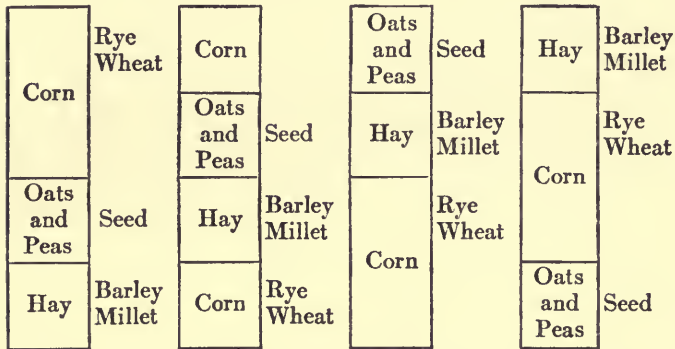 Corn
Rye
Wheat
Oats
and
Peas
Seed
Hay
Barley
Millet
Corn
Oats
and
Peas
Seed
Hay
Barley
Millet
Corn
Rye
Wheat
Oats
and
Peas
Seed
Hay
Barley
Millet
Corn
Rye
Wheat
Hay
Barley
Millet
Corn
Rye
Wheat
Oats
and
Peas
Seed